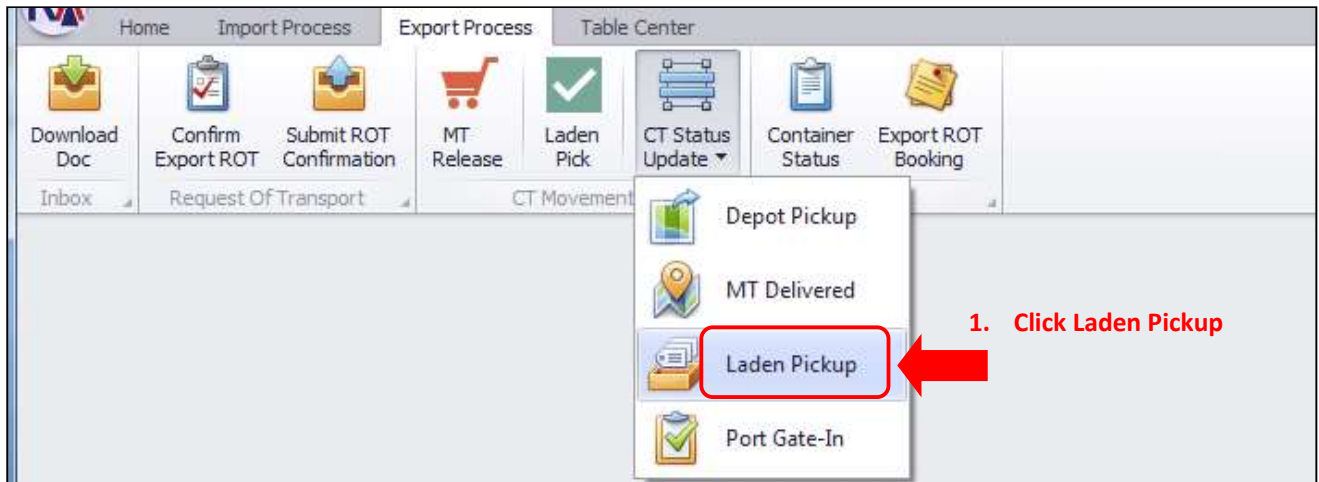 Home Import Process Export Process Table Center
Download Doc
Confirm Export ROT
Submit ROT Confirmation
MT Release
Laden Pick
CT Status Update
Container Status
Export ROT Booking
Inbox Request Of Transport CT Movement
Depot Pickup
MT Delivered
Laden Pickup
1. Click Laden Pickup
Port Gate-In